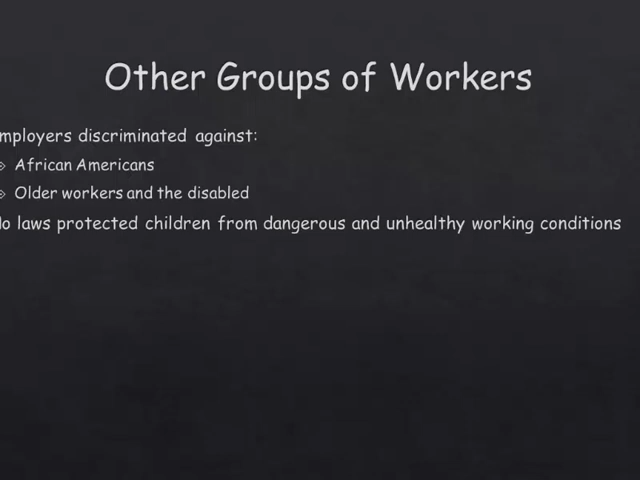 Other Groups of Workers
mployers discriminated against:
African Americans
Older workers and the disabled
lo laws protected children from dangerous and unhealthy working conditions